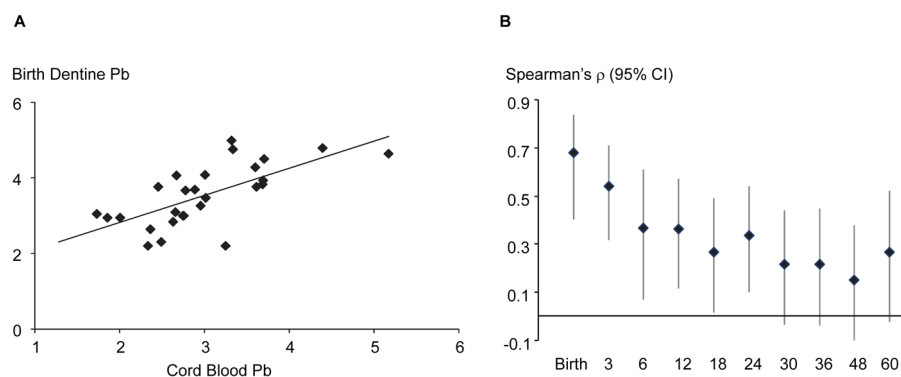 A
Birth Dentine Pb
6
4
2
0
1 2 3 4 5 6
Cord Blood Pb
B
Spearman's ρ (95% CI)
0.9
0.7
0.5
0.3
0.1
-0.1
Birth 3 6 12 18 24 30 36 48 60